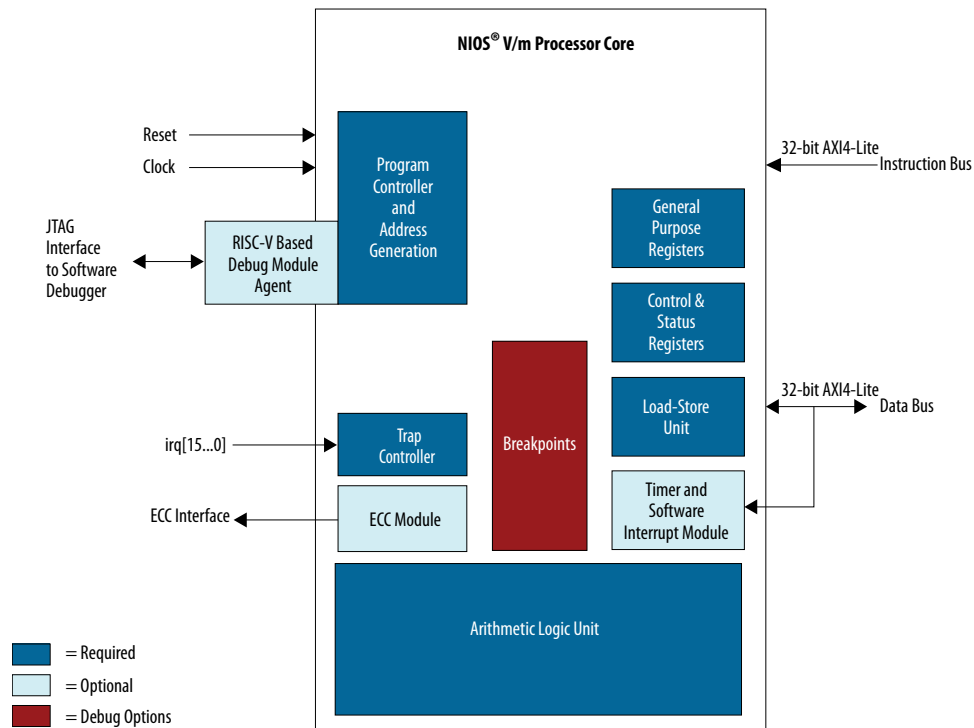 NIOS® V/m Processor Core
Reset
Clock
Program
Controller
and
Address
Generation
32-bit AXI4-Lite
Instruction Bus
General
Purpose
Registers
JTAG
Interface
to Software
Debugger
RISC-V Based
Debug Module
Agent
Control &
Status
Registers
32-bit AXI4-Lite
Data Bus
Load-Store
Unit
irq[15...0]
Trap
Controller
Breakpoints
ECC Interface
ECC Module
Timer and
Software
Interrupt Module
Arithmetic Logic Unit
= Required
= Optional
= Debug Options